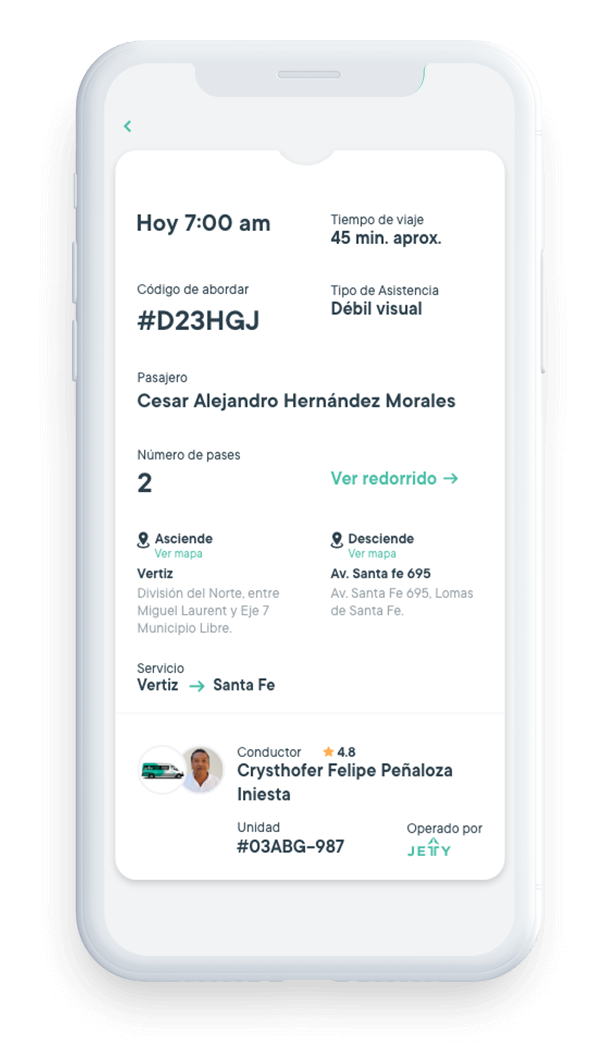 Hoy 7:00 am
Tiempo de viaje
45 min. aprox.
Código de abordar
#D23HGJ
Tipo de Asistencia
Débil visual
Pasajero
Cesar Alejandro Hernández Morales
Número de pases
2
Ver redorrido →
Asciende
Ver mapa
Vertiz
División del Norte, entre
Miguel Laurent y Eje 7
Municipio Libre.
Desciende
Ver mapa
Av. Santa fe 695
Av. Santa Fe 695, Lomas
de Santa Fe.
Servicio
Vertiz → Santa Fe
Conductor ★ 4.8
Crysthofer Felipe Peñaloza
Iniesta
Unidad
#03ABG-987
Operado por
JETTY